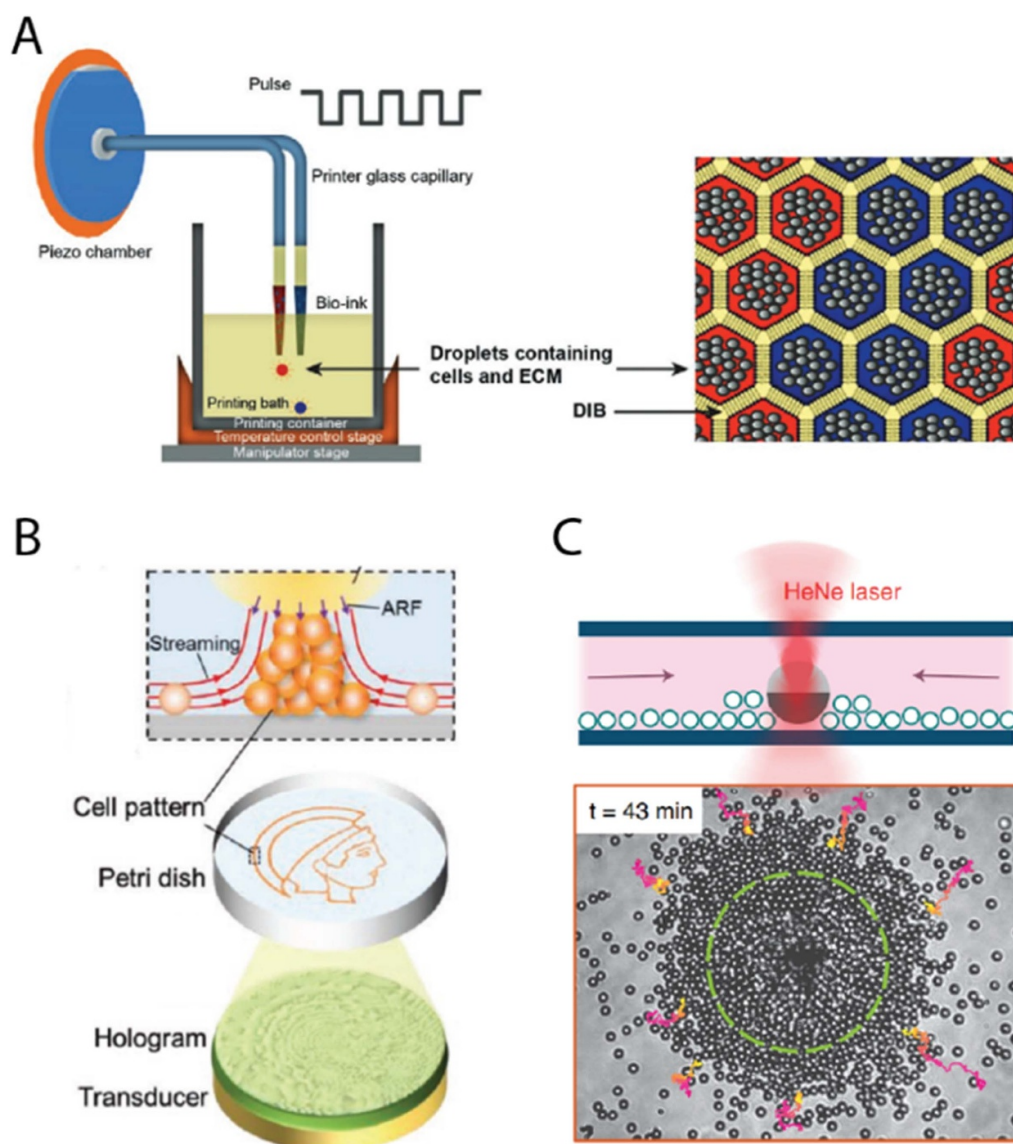 A
Pulse
Printer glass capillary
Piezo chamber
Bio-ink
Droplets containing
cells and ECM
Printing bath
Printing container
Temperature control stage
Manipulator stage
DIB
B
ARF
Streaming
Cell pattern
Petri dish
Hologram
Transducer
C
HeNe laser
t = 43 min